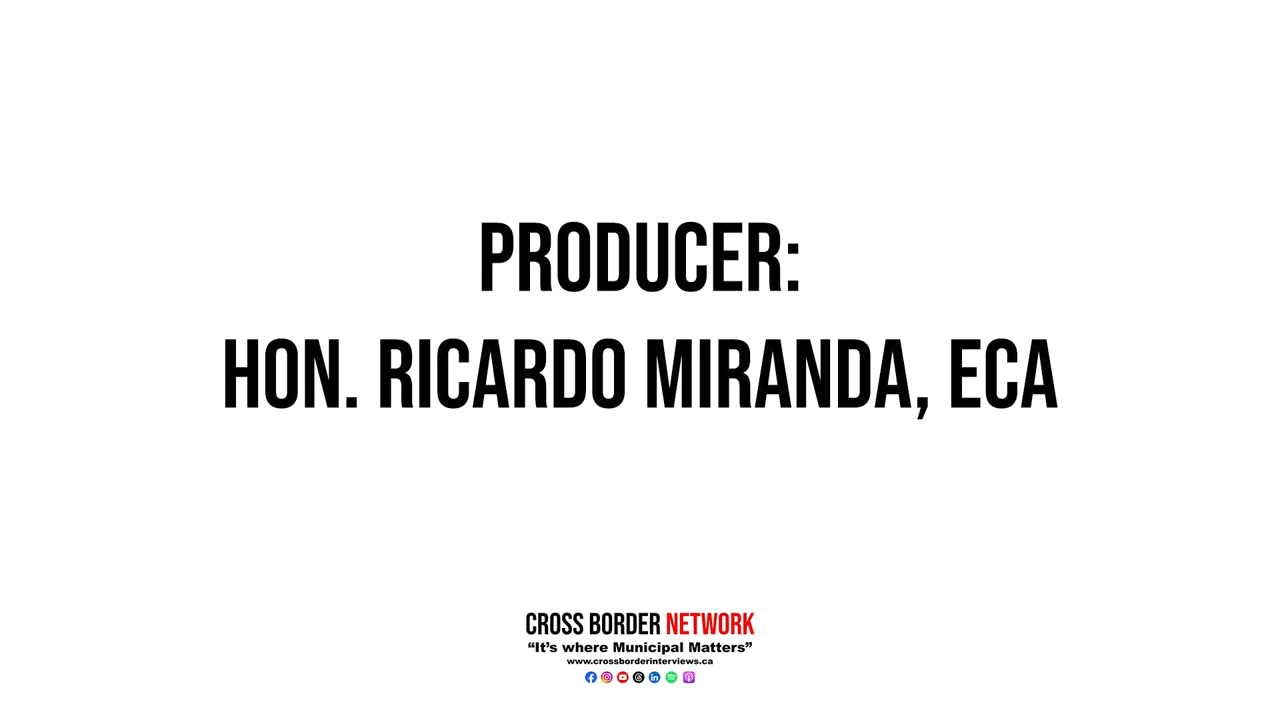 PRODUCER:
HON. RICARDO MIRANDA, ECA
CROSS BORDER NETWORK
“It’s where Municipal Matters”
www.crossborderinterviews.ca